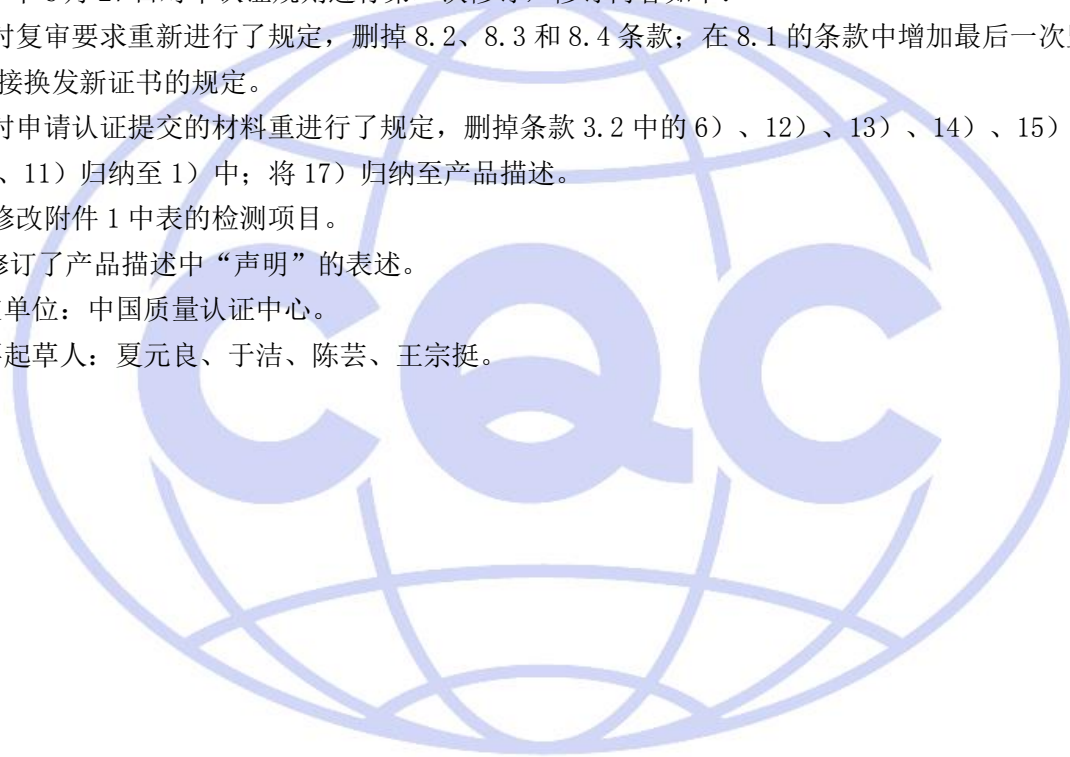 对复审要求重新进行了规定，删掉 8.2、8.3 和 8.4 条款；在 8.1 的条款中增加最后一次
接换发新证书的规定。
对申请认证提交的材料重进行了规定，删掉条款 3.2 中的 6）、12）、13）、14）、15）
、11）归纳至 1）中；将 17）归纳至产品描述。
修改附件 1 中表的检测项目。
修订了产品描述中“声明”的表述。
单位：中国质量认证中心。
起草人：夏元良、于洁、陈芸、王宗挺。
CQC